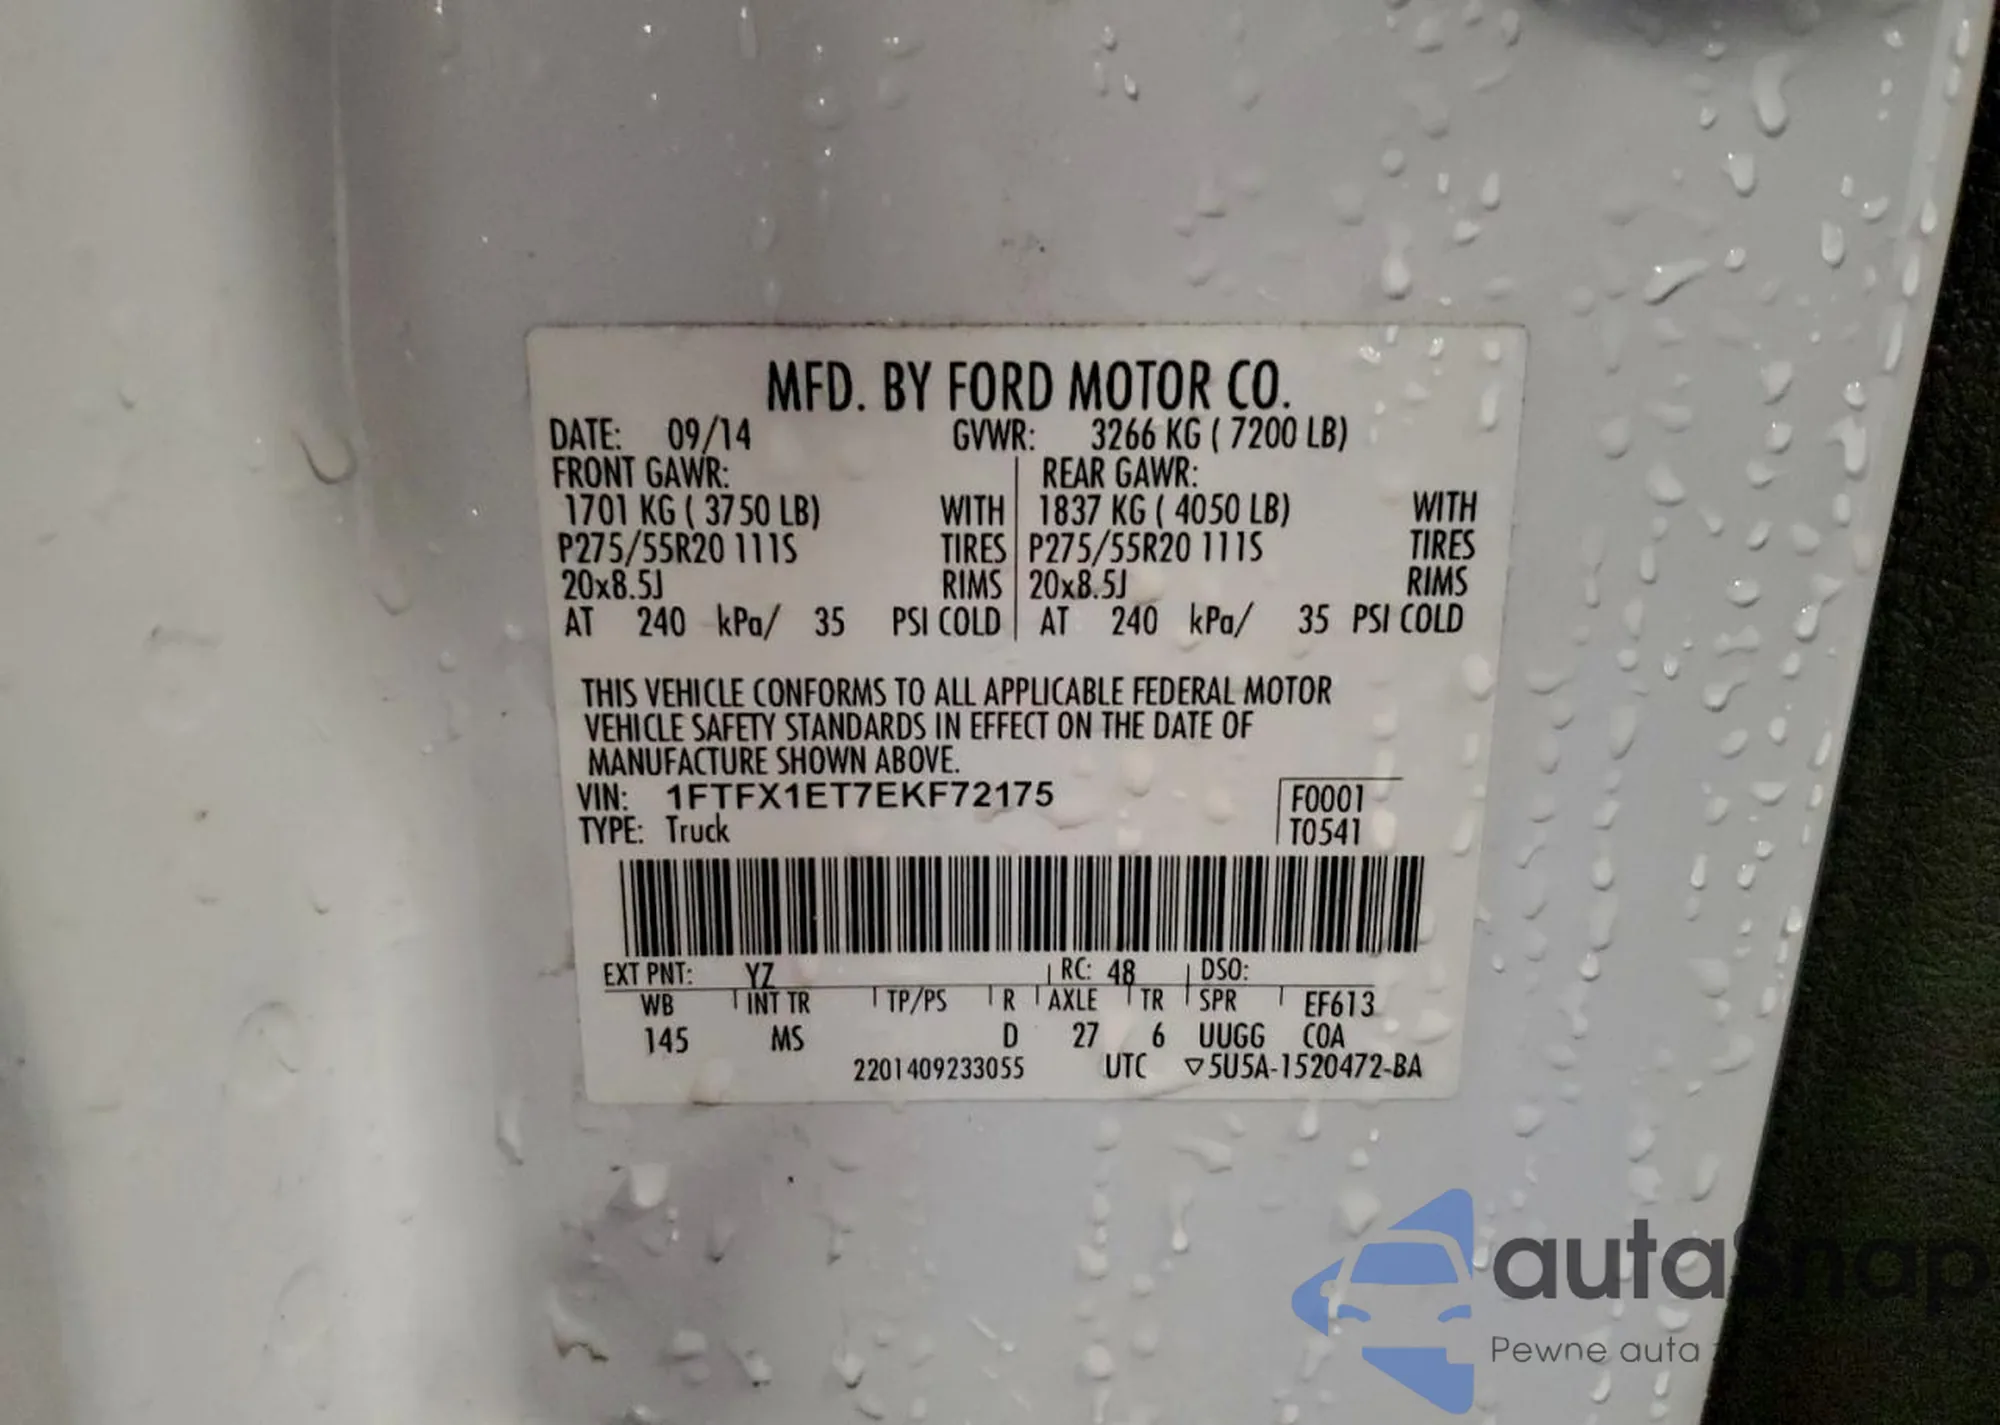 MFD. BY FORD MOTOR CO.
DATE: 09/14 GVWR: 3266 KG ( 7200 LB)
FRONT GAWR: REAR GAWR:
1701 KG ( 3750 LB) WITH 1837 KG ( 4050 LB) WITH
P275/55R20 111S TIRES P275/55R20 111S TIRES
20x8.5J RIMS 20x8.5J RIMS
AT 240 kPa/ 35 PSI COLD AT 240 kPa/ 35 PSI COLD
THIS VEHICLE CONFORMS TO ALL APPLICABLE FEDERAL MOTOR
VEHICLE SAFETY STANDARDS IN EFFECT ON THE DATE OF
MANUFACTURE SHOWN ABOVE.
VIN: 1FTFX1ET7EKF72175 F0001
TYPE: Truck T0541
EXT PNT: YZ RC: 48 DSO:
WB INT TR TP/PS R AXLE TR SPR EF613
145 MS D 27 6 UUGG COA
2201409233055 UTC ▽5U5A-1520472-BA
autasnap
Pewne auta